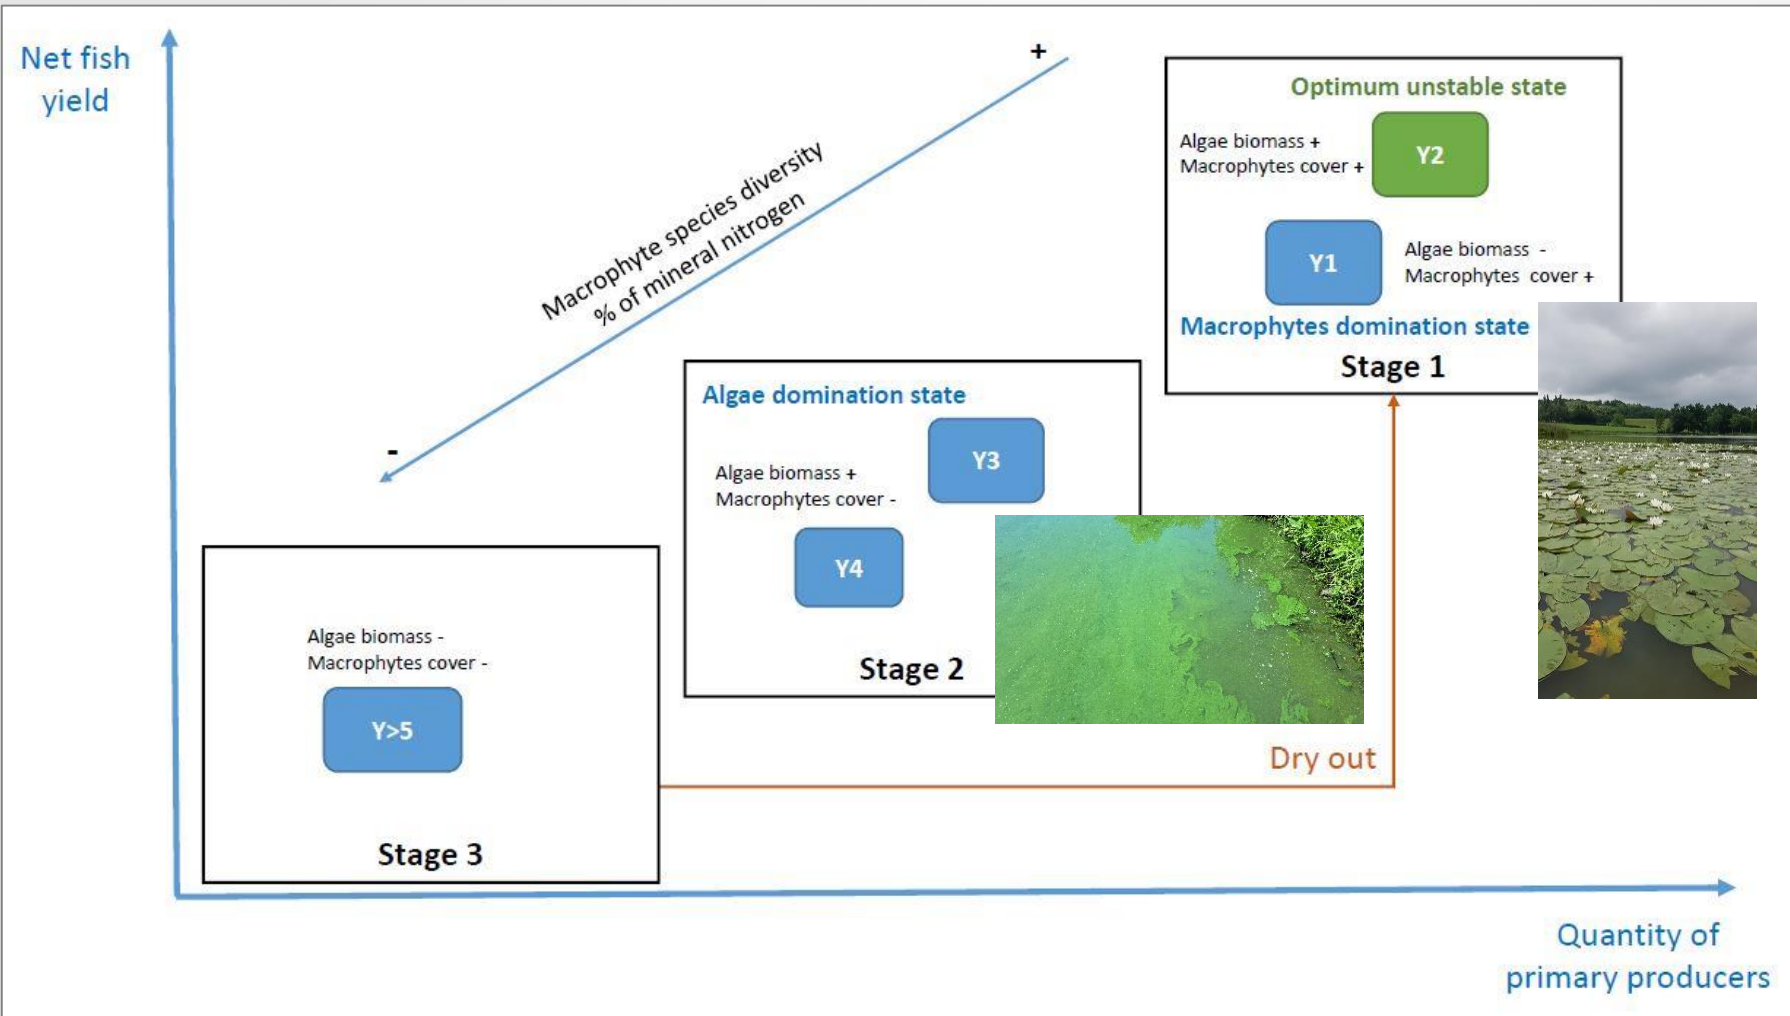 Net fish
yield
+
Macrophyte species diversity
% of mineral nitrogen
-
Optimum unstable state
Algae biomass +
Macrophytes cover +
Y2
Y1
Algae biomass -
Macrophytes cover +
Macrophytes domination state
Stage 1
Algae domination state
Y3
Algae biomass +
Macrophytes cover -
Y4
Stage 2
Algae biomass -
Macrophytes cover -
Y>5
Stage 3
Dry out
Quantity of
primary producers